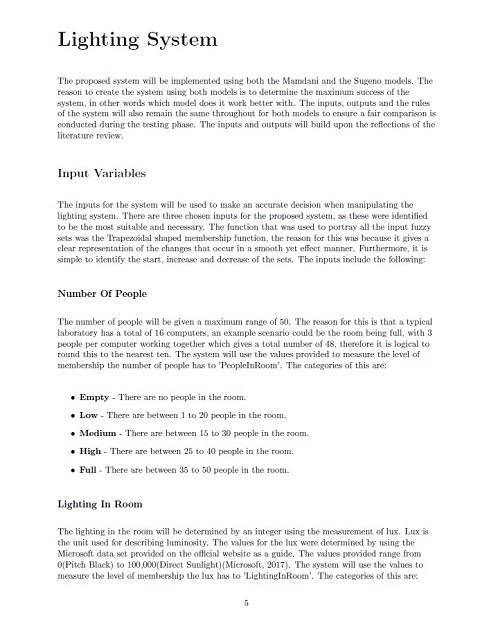 Lighting System
The proposed system will be implemented using both the Mamdani and the Sugeno models. The
reason to create the system using both models is to determine the maximum success of the
system, in other words which model does it work better with. The inputs, outputs and the rules
of the system will also remain the same throughout for both models to ensure a fair comparison is
conducted during the testing phase. The inputs and outputs will build upon the reflections of the
literature review.
Input Variables
The inputs for the system will be used to make an accurate decision when manipulating the
lighting system. There are three chosen inputs for the proposed system, as these were identified
to be the most suitable and necessary. The function that was used to portray all the input fuzzy
sets was the Trapezoidal shaped membership function, the reason for this was because it gives a
clear representation of the changes that occur in a smooth yet effect manner. Furthermore, it is
simple to identify the start, increase and decrease of the sets. The inputs include the following:
Number Of People
The number of people will be given a maximum range of 50. The reason for this is that a typical
laboratory has a total of 16 computers, an example scenario could be the room being full, with 3
people per computer working together which gives a total number of 48, therefore it is logical to
round this to the nearest ten. The system will use the values provided to measure the level of
membership the number of people has to 'PeopleInRoom'. The categories of this are:
• Empty - There are no people in the room.
• Low - There are between 1 to 20 people in the room.
• Medium - There are between 15 to 30 people in the room.
• High - There are between 25 to 40 people in the room.
• Full - There are between 35 to 50 people in the room.
Lighting In Room
The lighting in the room will be determined by an integer using the measurement of lux. Lux is
the unit used for describing luminosity. The values for the lux were determined by using the
Microsoft data set provided on the official website as a guide. The values provided range from
0(Pitch Black) to 100,000(Direct Sunlight)(Microsoft, 2017). The system will use the values to
measure the level of membership the lux has to 'LightingInRoom'. The categories of this are:
5